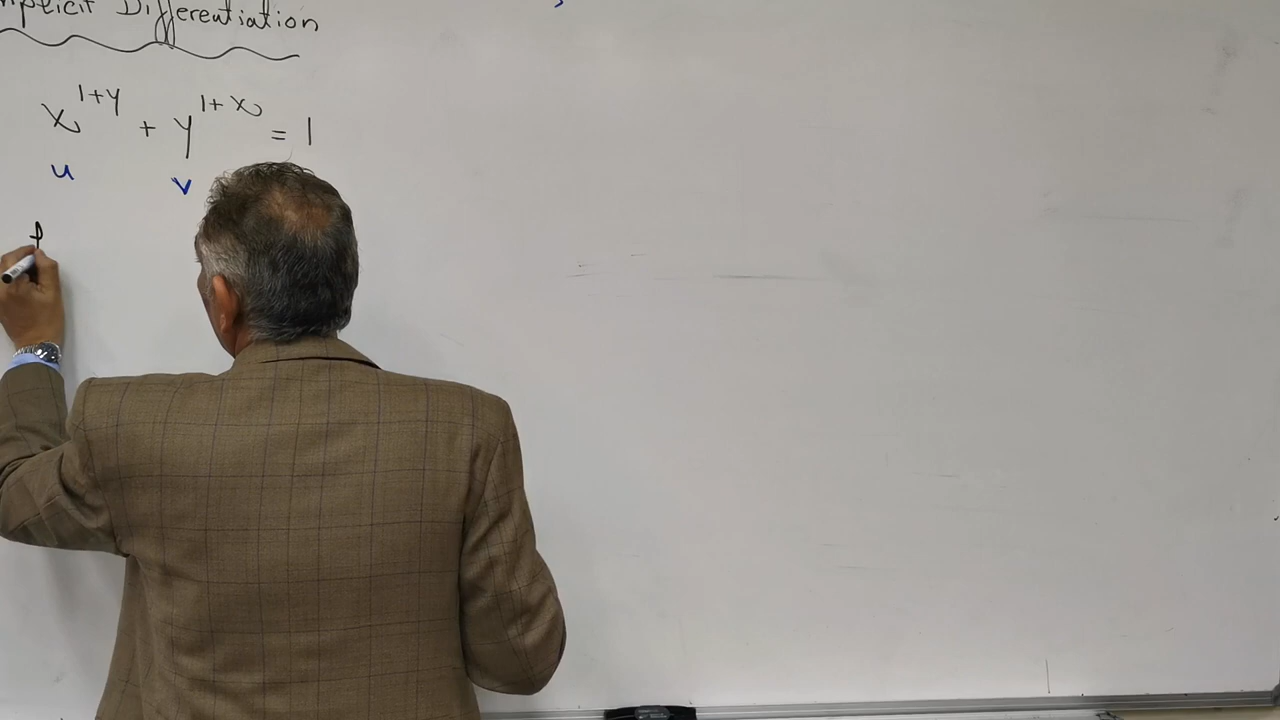 mplicit Differentiation
x^{1+y} + y^{1+x} = 1
u v